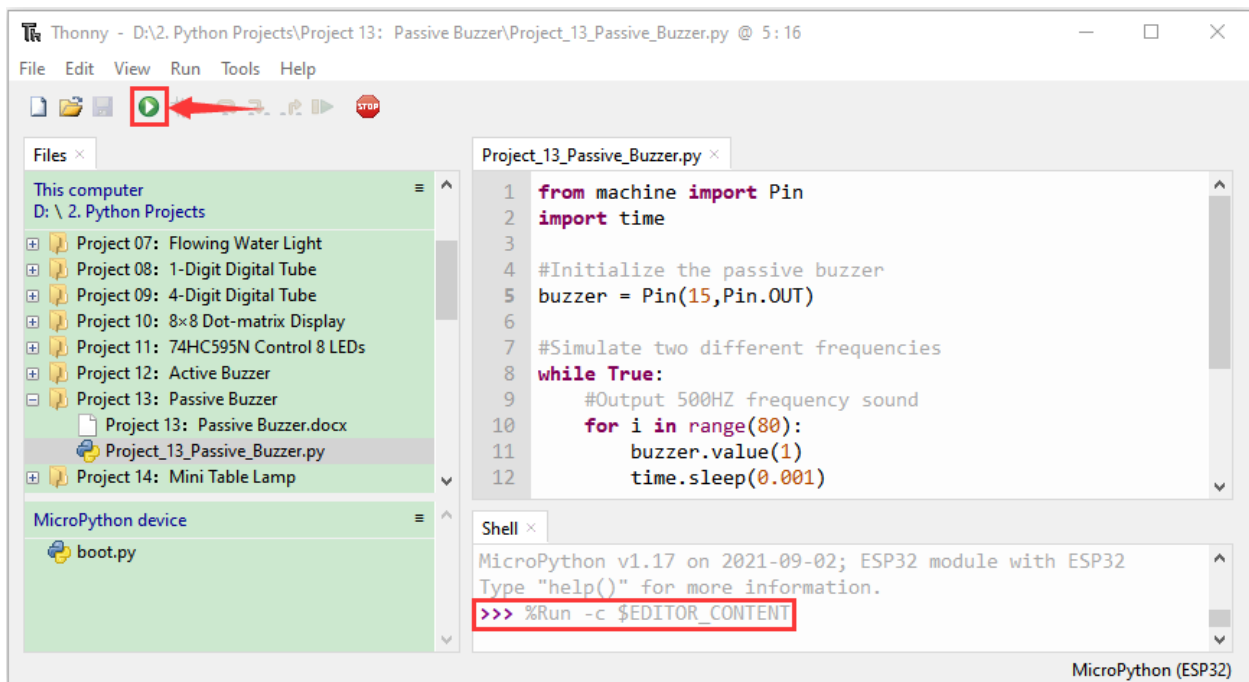 Thonny - D:\2. Python Projects\Project 13：Passive Buzzer\Project_13_Passive_Buzzer.py @ 5:16
File Edit View Run Tools Help
STOP
Files
This computer
D: \ 2. Python Projects
Project 07：Flowing Water Light
Project 08：1-Digit Digital Tube
Project 09：4-Digit Digital Tube
Project 10：8×8 Dot-matrix Display
Project 11：74HC595N Control 8 LEDs
Project 12：Active Buzzer
Project 13：Passive Buzzer
Project 13：Passive Buzzer.docx
Project_13_Passive_Buzzer.py
Project 14：Mini Table Lamp
MicroPython device
boot.py
Project_13_Passive_Buzzer.py
1 from machine import Pin
2 import time
3
4 #Initialize the passive buzzer
5 buzzer = Pin(15,Pin.OUT)
6
7 #Simulate two different frequencies
8 while True:
9 #Output 500HZ frequency sound
10 for i in range(80):
11 buzzer.value(1)
12 time.sleep(0.001)
Shell
MicroPython v1.17 on 2021-09-02; ESP32 module with ESP32
Type "help()" for more information.
>>> %Run -c $EDITOR_CONTENT
MicroPython (ESP32)